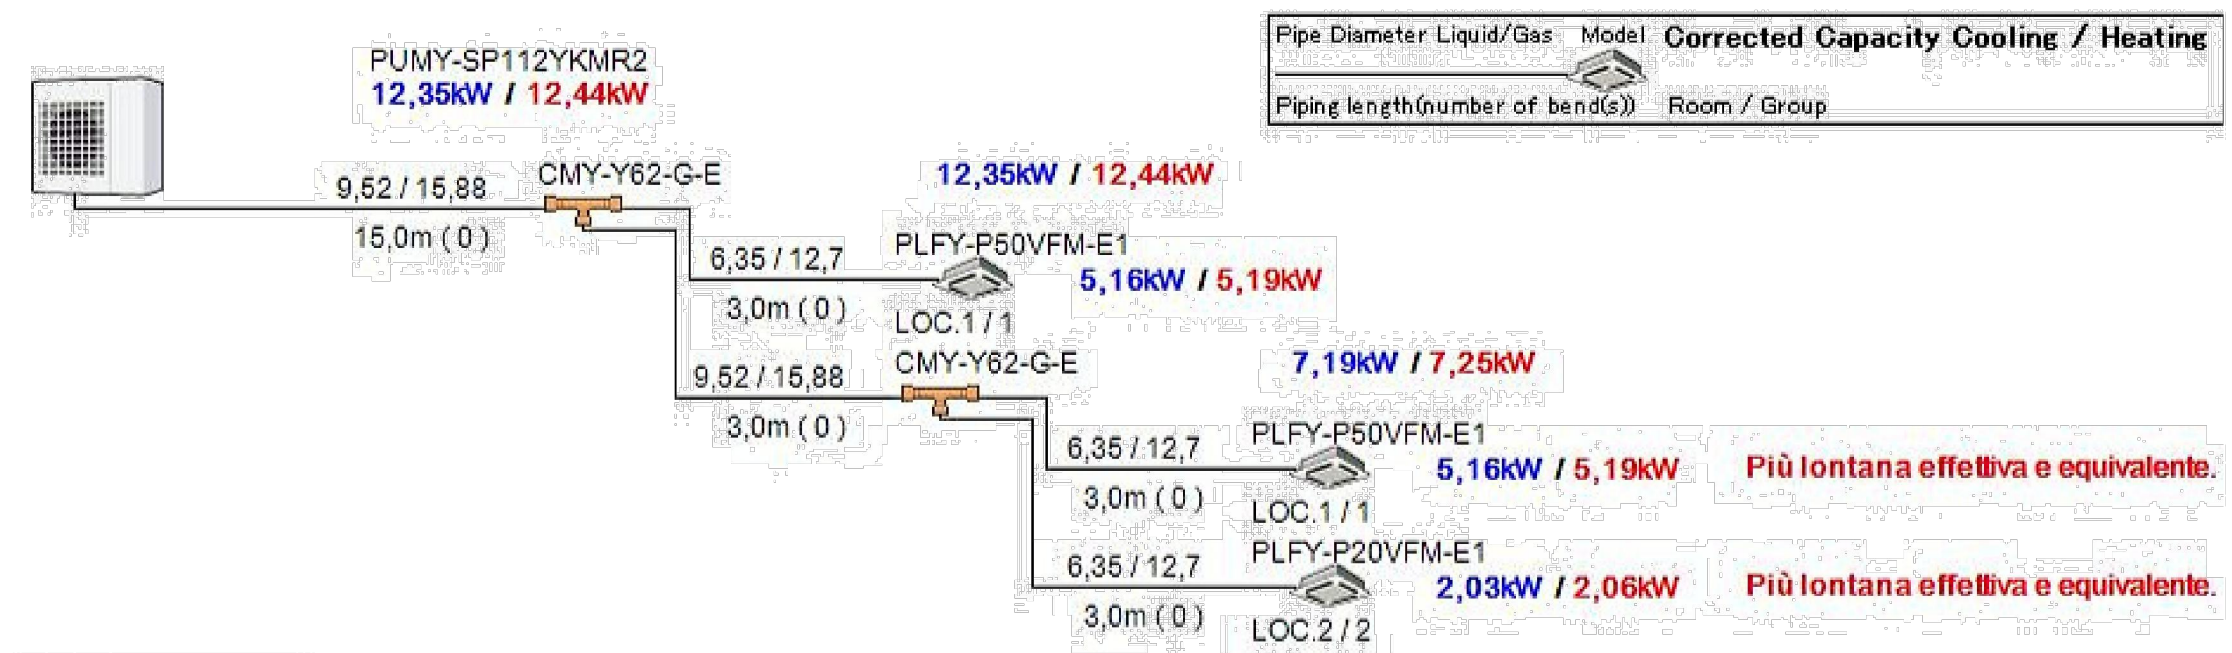 Pipe Diameter Liquid/Gas Model Corrected Capacity Cooling / Heating
Piping length(number of bend(s)) Room / Group
PUMY-SP112YKMR2
12,35kW / 12,44kW
9,52 / 15,88
15,0m ( 0 )
CMY-Y62-G-E
12,35kW / 12,44kW
6,35 / 12,7
3,0m ( 0 )
PLFY-P50VFM-E1
5,16kW / 5,19kW
LOC.1 / 1
9,52 / 15,88
3,0m ( 0 )
CMY-Y62-G-E
7,19kW / 7,25kW
6,35 / 12,7
3,0m ( 0 )
PLFY-P50VFM-E1
5,16kW / 5,19kW Più lontana effettiva e equivalente.
LOC.1 / 1
6,35 / 12,7
3,0m ( 0 )
PLFY-P20VFM-E1
2,03kW / 2,06kW Più lontana effettiva e equivalente.
LOC.2 / 2